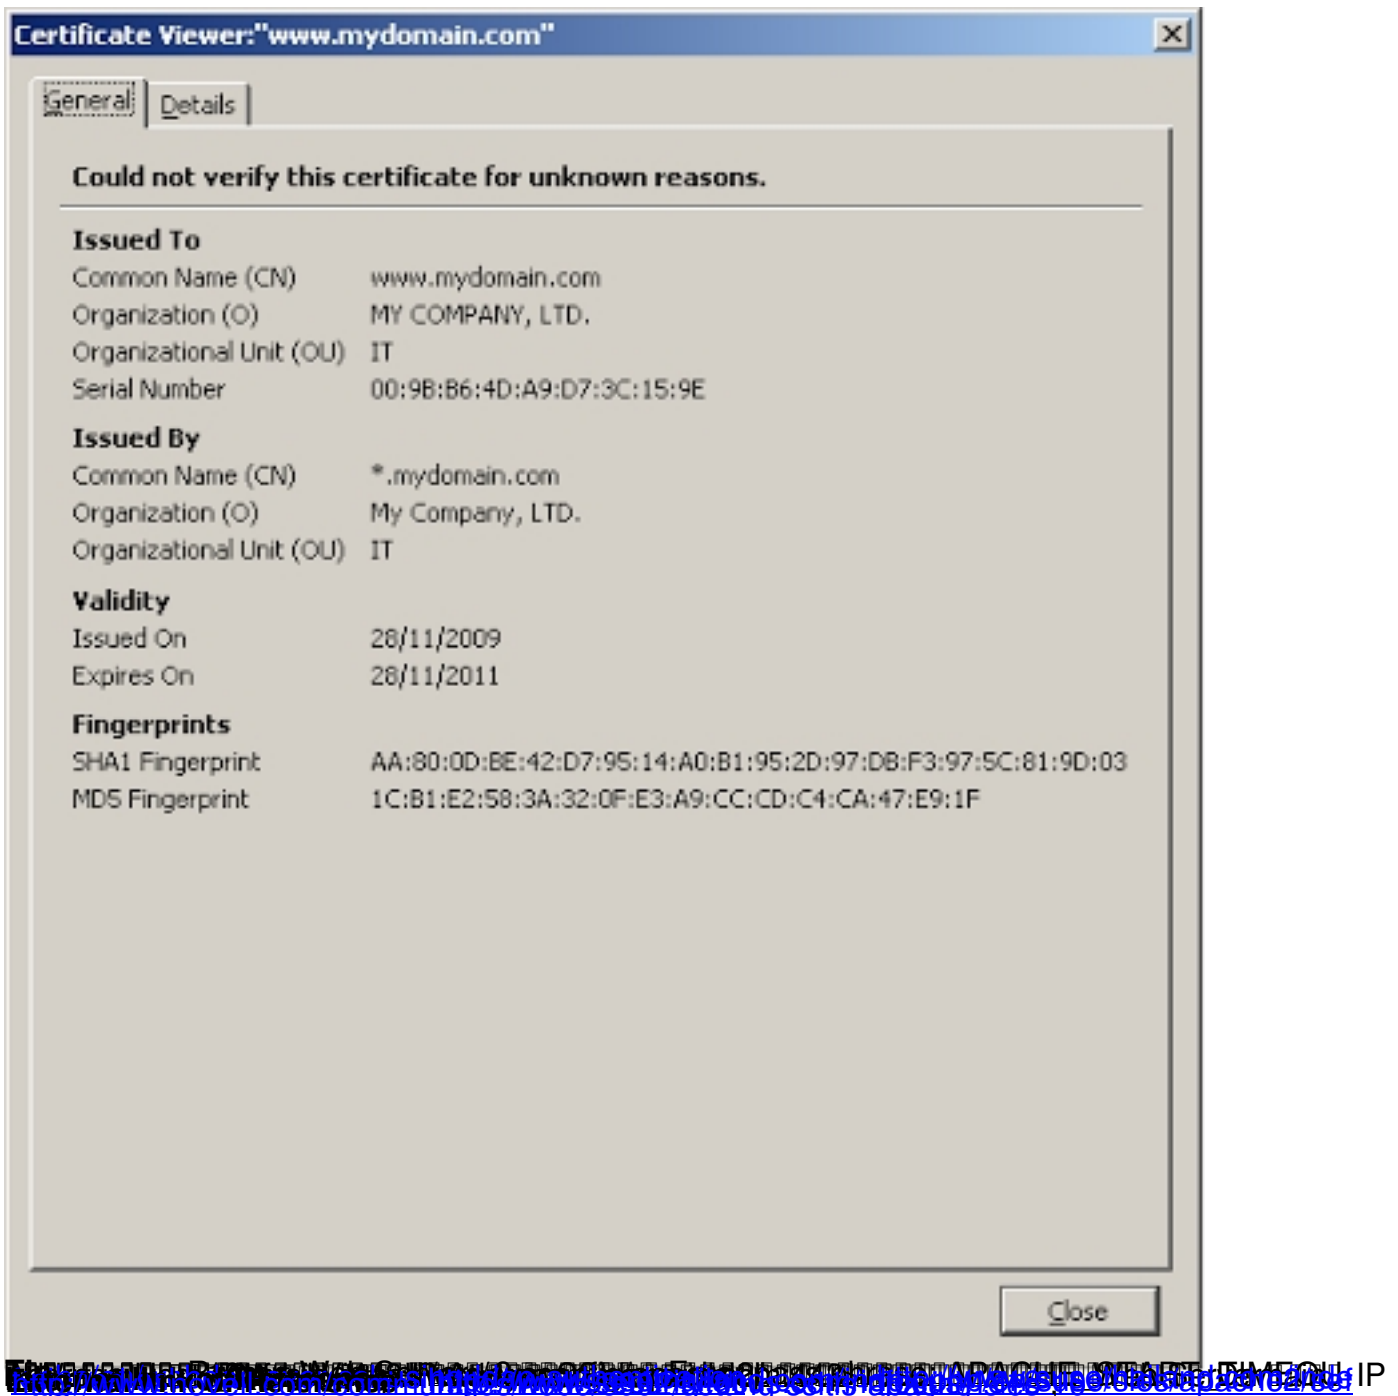 Certificate Viewer:"www.mydomain.com"
General Details
Could not verify this certificate for unknown reasons.
Issued To
Common Name (CN) www.mydomain.com
Organization (O) MY COMPANY, LTD.
Organizational Unit (OU) IT
Serial Number 00:9B:B6:4D:A9:D7:3C:15:9E
Issued By
Common Name (CN) *.mydomain.com
Organization (O) My Company, LTD.
Organizational Unit (OU) IT
Validity
Issued On 28/11/2009
Expires On 28/11/2011
Fingerprints
SHA1 Fingerprint AA:80:0D:BE:42:D7:95:14:A0:B1:95:2D:97:DB:F3:97:5C:81:9D:03
MD5 Fingerprint 1C:B1:E2:58:3A:32:0F:E3:A9:CC:CD:C4:CA:47:E9:1F
Close
IP